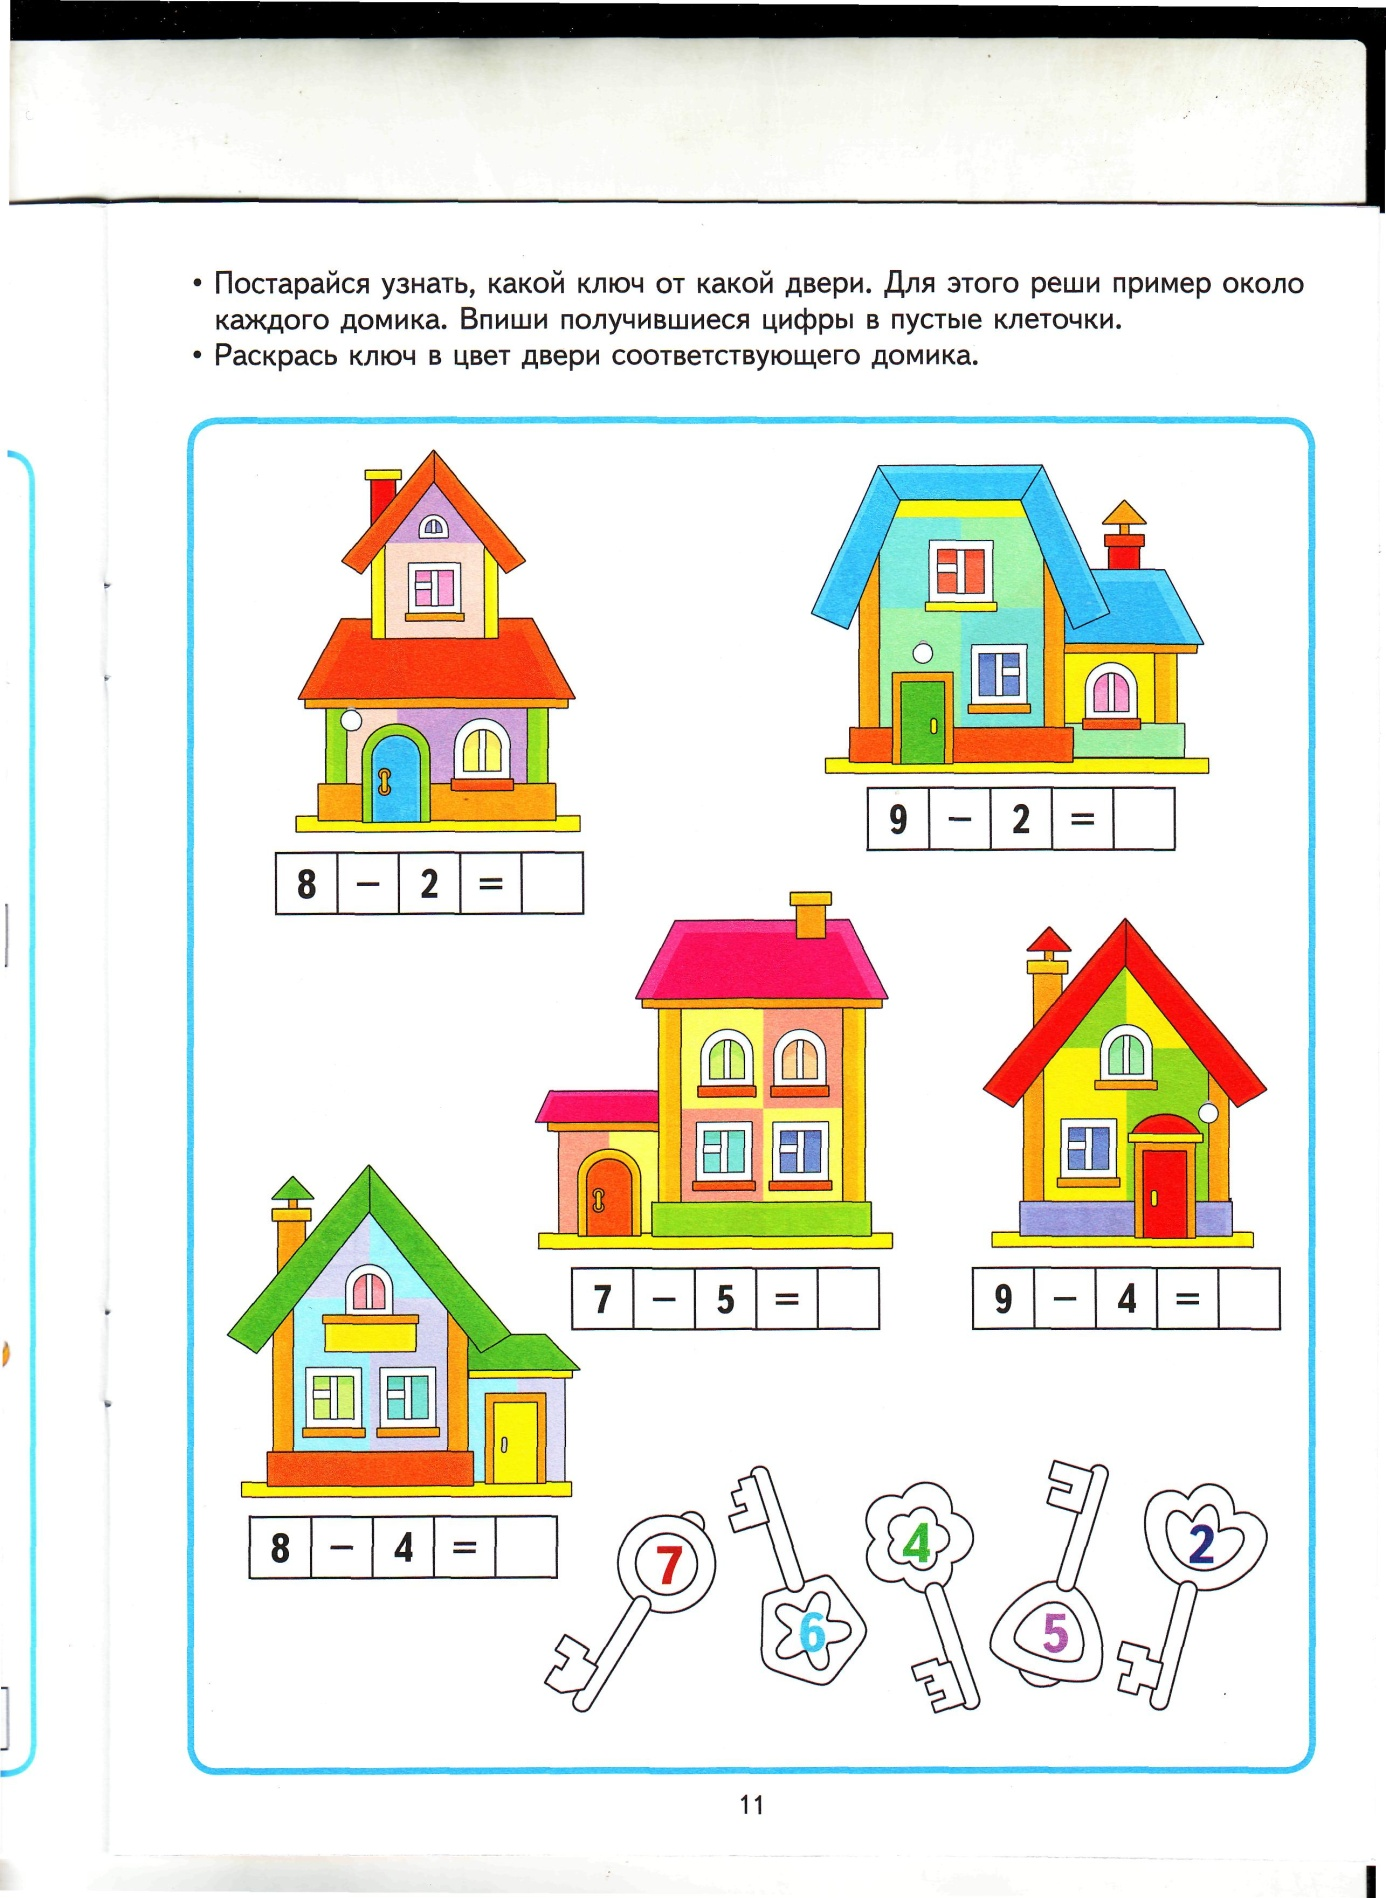 • Постарайся узнать, какой ключ от какой двери. Для этого реши пример около
каждого домика. Впиши получившиеся цифры в пустые клеточки.
• Раскрась ключ в цвет двери соответствующего домика.
9 – 2 =
8 – 2 =
7 – 5 =
9 – 4 =
8 – 4 =
7
6
4
5
2
11